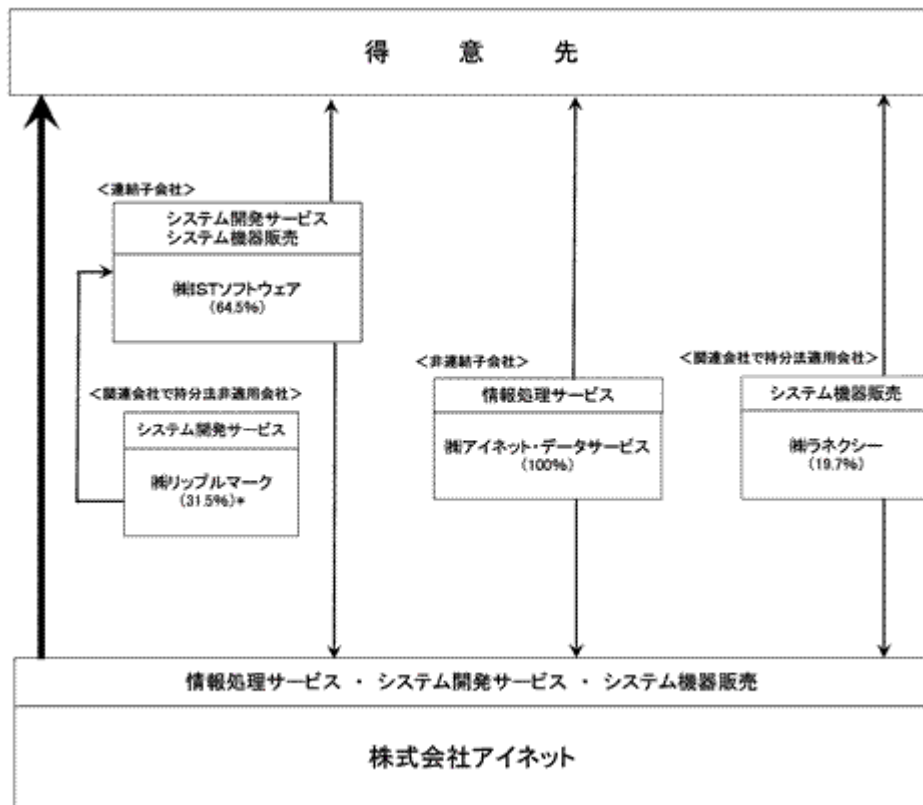 得意先
＜連結子会社＞
システム開発サービス
システム機器販売
㈱ISTソフトウェア
(64.5%)
＜関連会社で持分法非適用会社＞
システム開発サービス
㈱リップルマーク
(31.5%)*
＜非連結子会社＞
情報処理サービス
㈱アイネット・データサービス
(100%)
＜関連会社で持分法適用会社＞
システム機器販売
㈱ラネクシー
(19.7%)
情報処理サービス ・ システム開発サービス ・ システム機器販売
株式会社アイネット